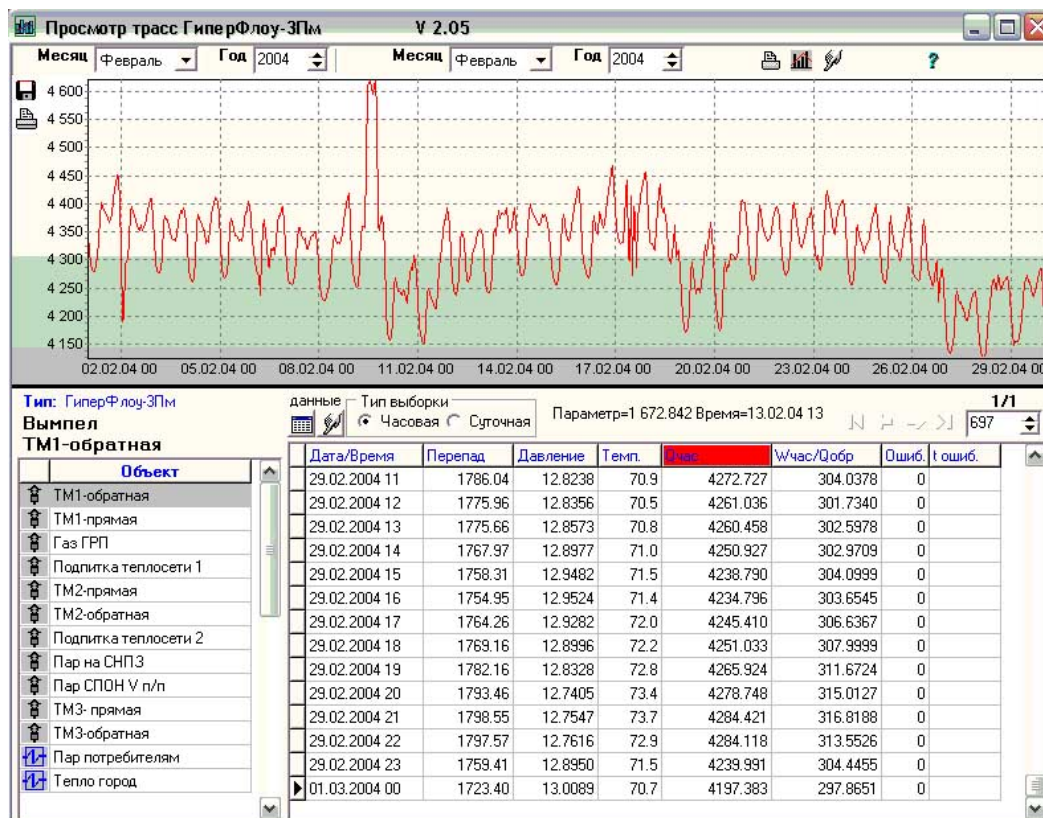 Просмотр трасс ГиперФлоу-3Пм V 2.05
Месяц Февраль Год 2004 Месяц Февраль Год 2004 ?
4 600
4 550
4 500
4 450
4 400
4 350
4 300
4 250
4 200
4 150
02.02.04 00 05.02.04 00 08.02.04 00 11.02.04 00 14.02.04 00 17.02.04 00 20.02.04 00 23.02.04 00 26.02.04 00 29.02.04 00
Тип: ГиперФлоу-3Пм
Вымпел
ТМ1-обратная
данные Тип выборки
Часовая Суточная
Параметр=1 672.842 Время=13.02.04 13
1/1
697
Объект
ТМ1-обратная
ТМ1-прямая
Газ ГРП
Подпитка теплосети 1
ТМ2-прямая
ТМ2-обратная
Подпитка теплосети 2
Пар на СНПЗ
Пар СПОН V п/п
ТМ3- прямая
ТМ3-обратная
Пар потребителям
Тепло город
Дата/Время Перепад Давление Темп. Qчас Wчас/Qобр Ошиб. t ошиб.
29.02.2004 11 1786.04 12.8238 70.9 4272.727 304.0378 0
29.02.2004 12 1775.96 12.8356 70.5 4261.036 301.7340 0
29.02.2004 13 1775.66 12.8573 70.8 4260.458 302.5978 0
29.02.2004 14 1767.97 12.8977 71.0 4250.927 302.9709 0
29.02.2004 15 1758.31 12.9482 71.5 4238.790 304.0999 0
29.02.2004 16 1754.95 12.9524 71.4 4234.796 303.6545 0
29.02.2004 17 1764.26 12.9282 72.0 4245.410 306.6367 0
29.02.2004 18 1769.16 12.8996 72.2 4251.033 307.9999 0
29.02.2004 19 1782.16 12.8328 72.8 4265.924 311.6724 0
29.02.2004 20 1793.46 12.7405 73.4 4278.748 315.0127 0
29.02.2004 21 1798.55 12.7547 73.7 4284.421 316.8188 0
29.02.2004 22 1797.57 12.7616 72.9 4284.118 313.5526 0
29.02.2004 23 1759.41 12.8950 71.5 4239.991 304.4455 0
01.03.2004 00 1723.40 13.0089 70.7 4197.383 297.8651 0